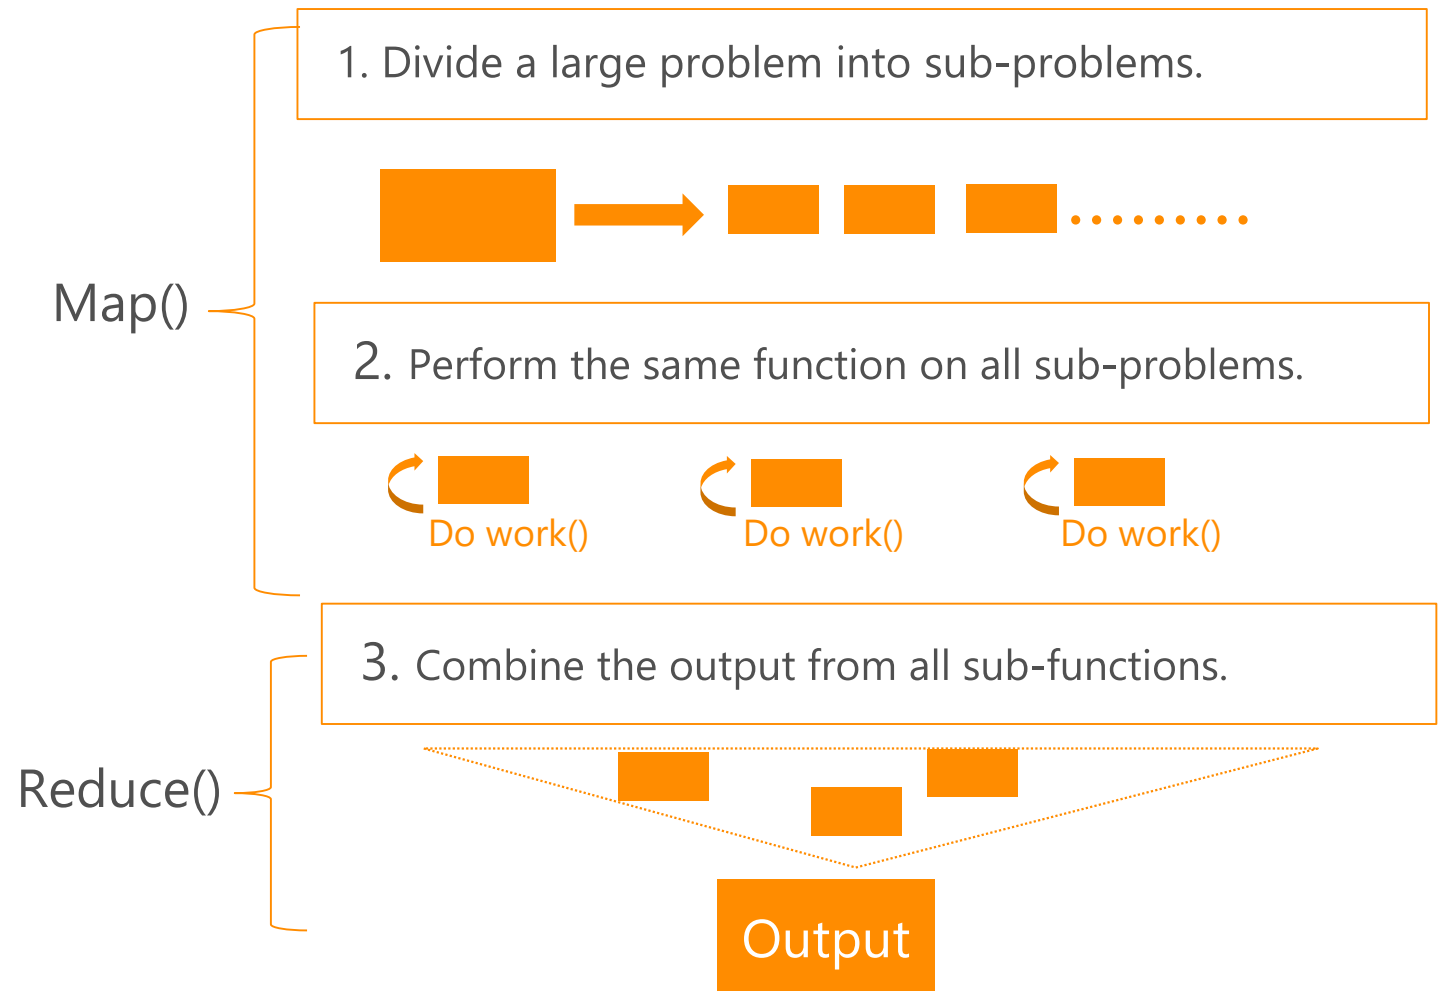 1. Divide a large problem into sub-problems.
Map()
2. Perform the same function on all sub-problems.
Do work() Do work() Do work()
3. Combine the output from all sub-functions.
Reduce()
Output